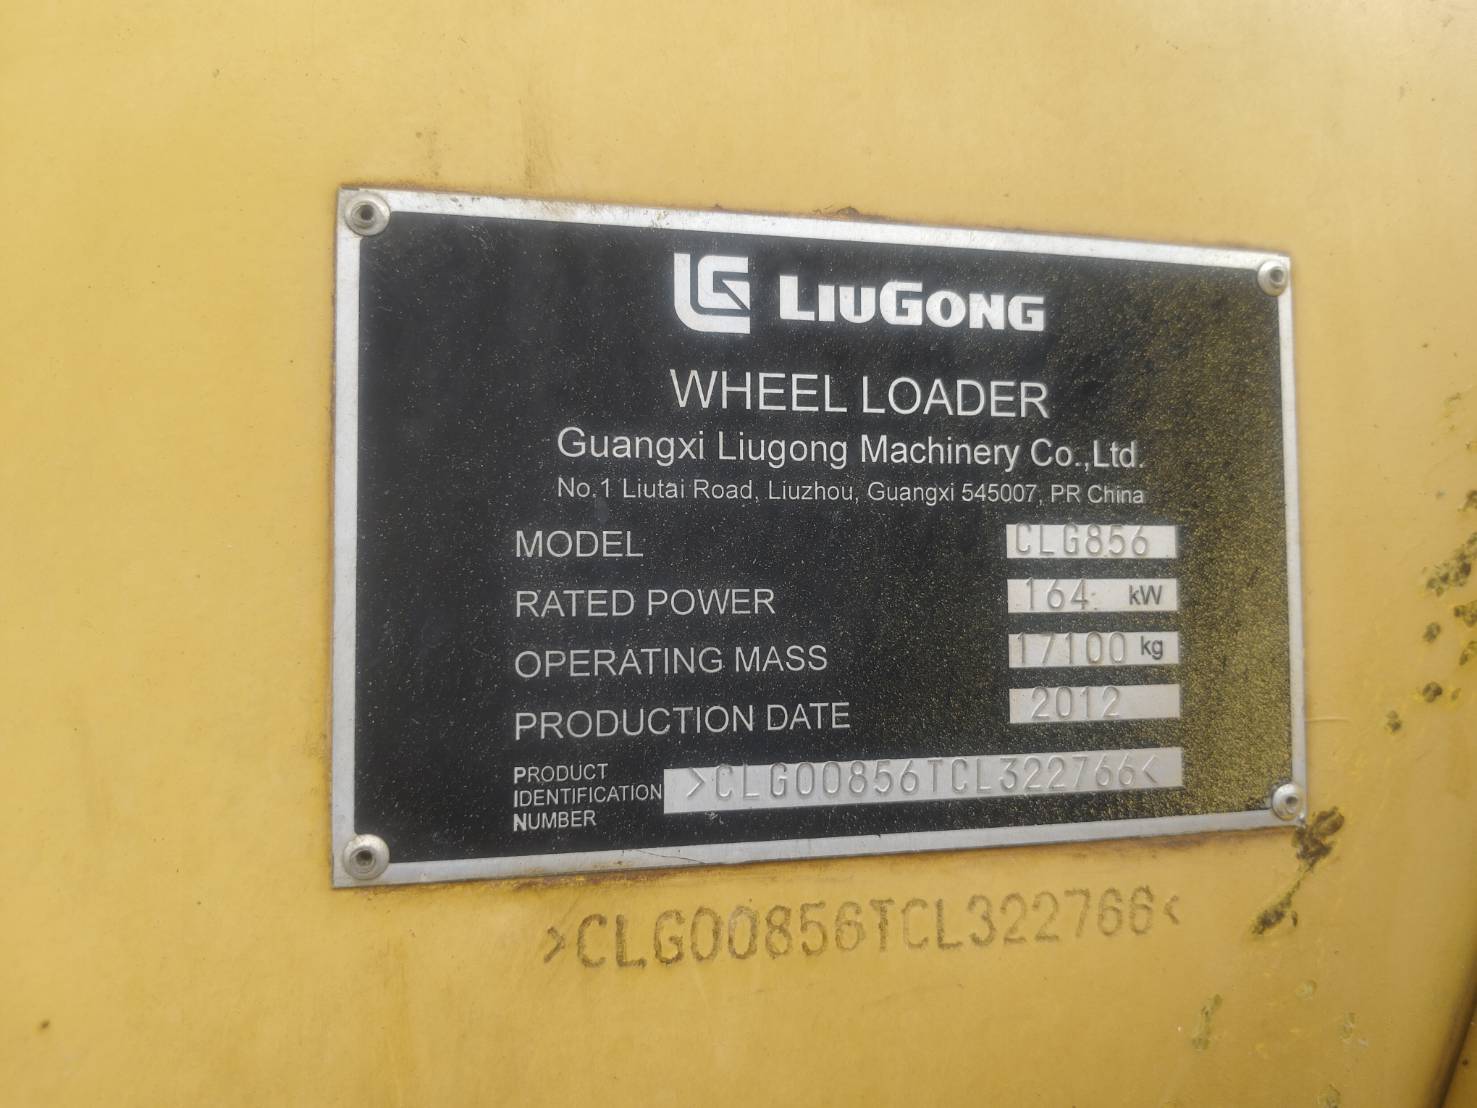 LG LIUGONG
WHEEL LOADER
Guangxi Liugong Machinery Co.,Ltd.
No.1 Liutai Road, Liuzhou, Guangxi 545007, PR China
MODEL CLG856
RATED POWER 164 kW
OPERATING MASS 17100 kg
PRODUCTION DATE 2012
PRODUCT
IDENTIFICATION >CLG00856TCL322766<
NUMBER
>CLG00856TCL322766<